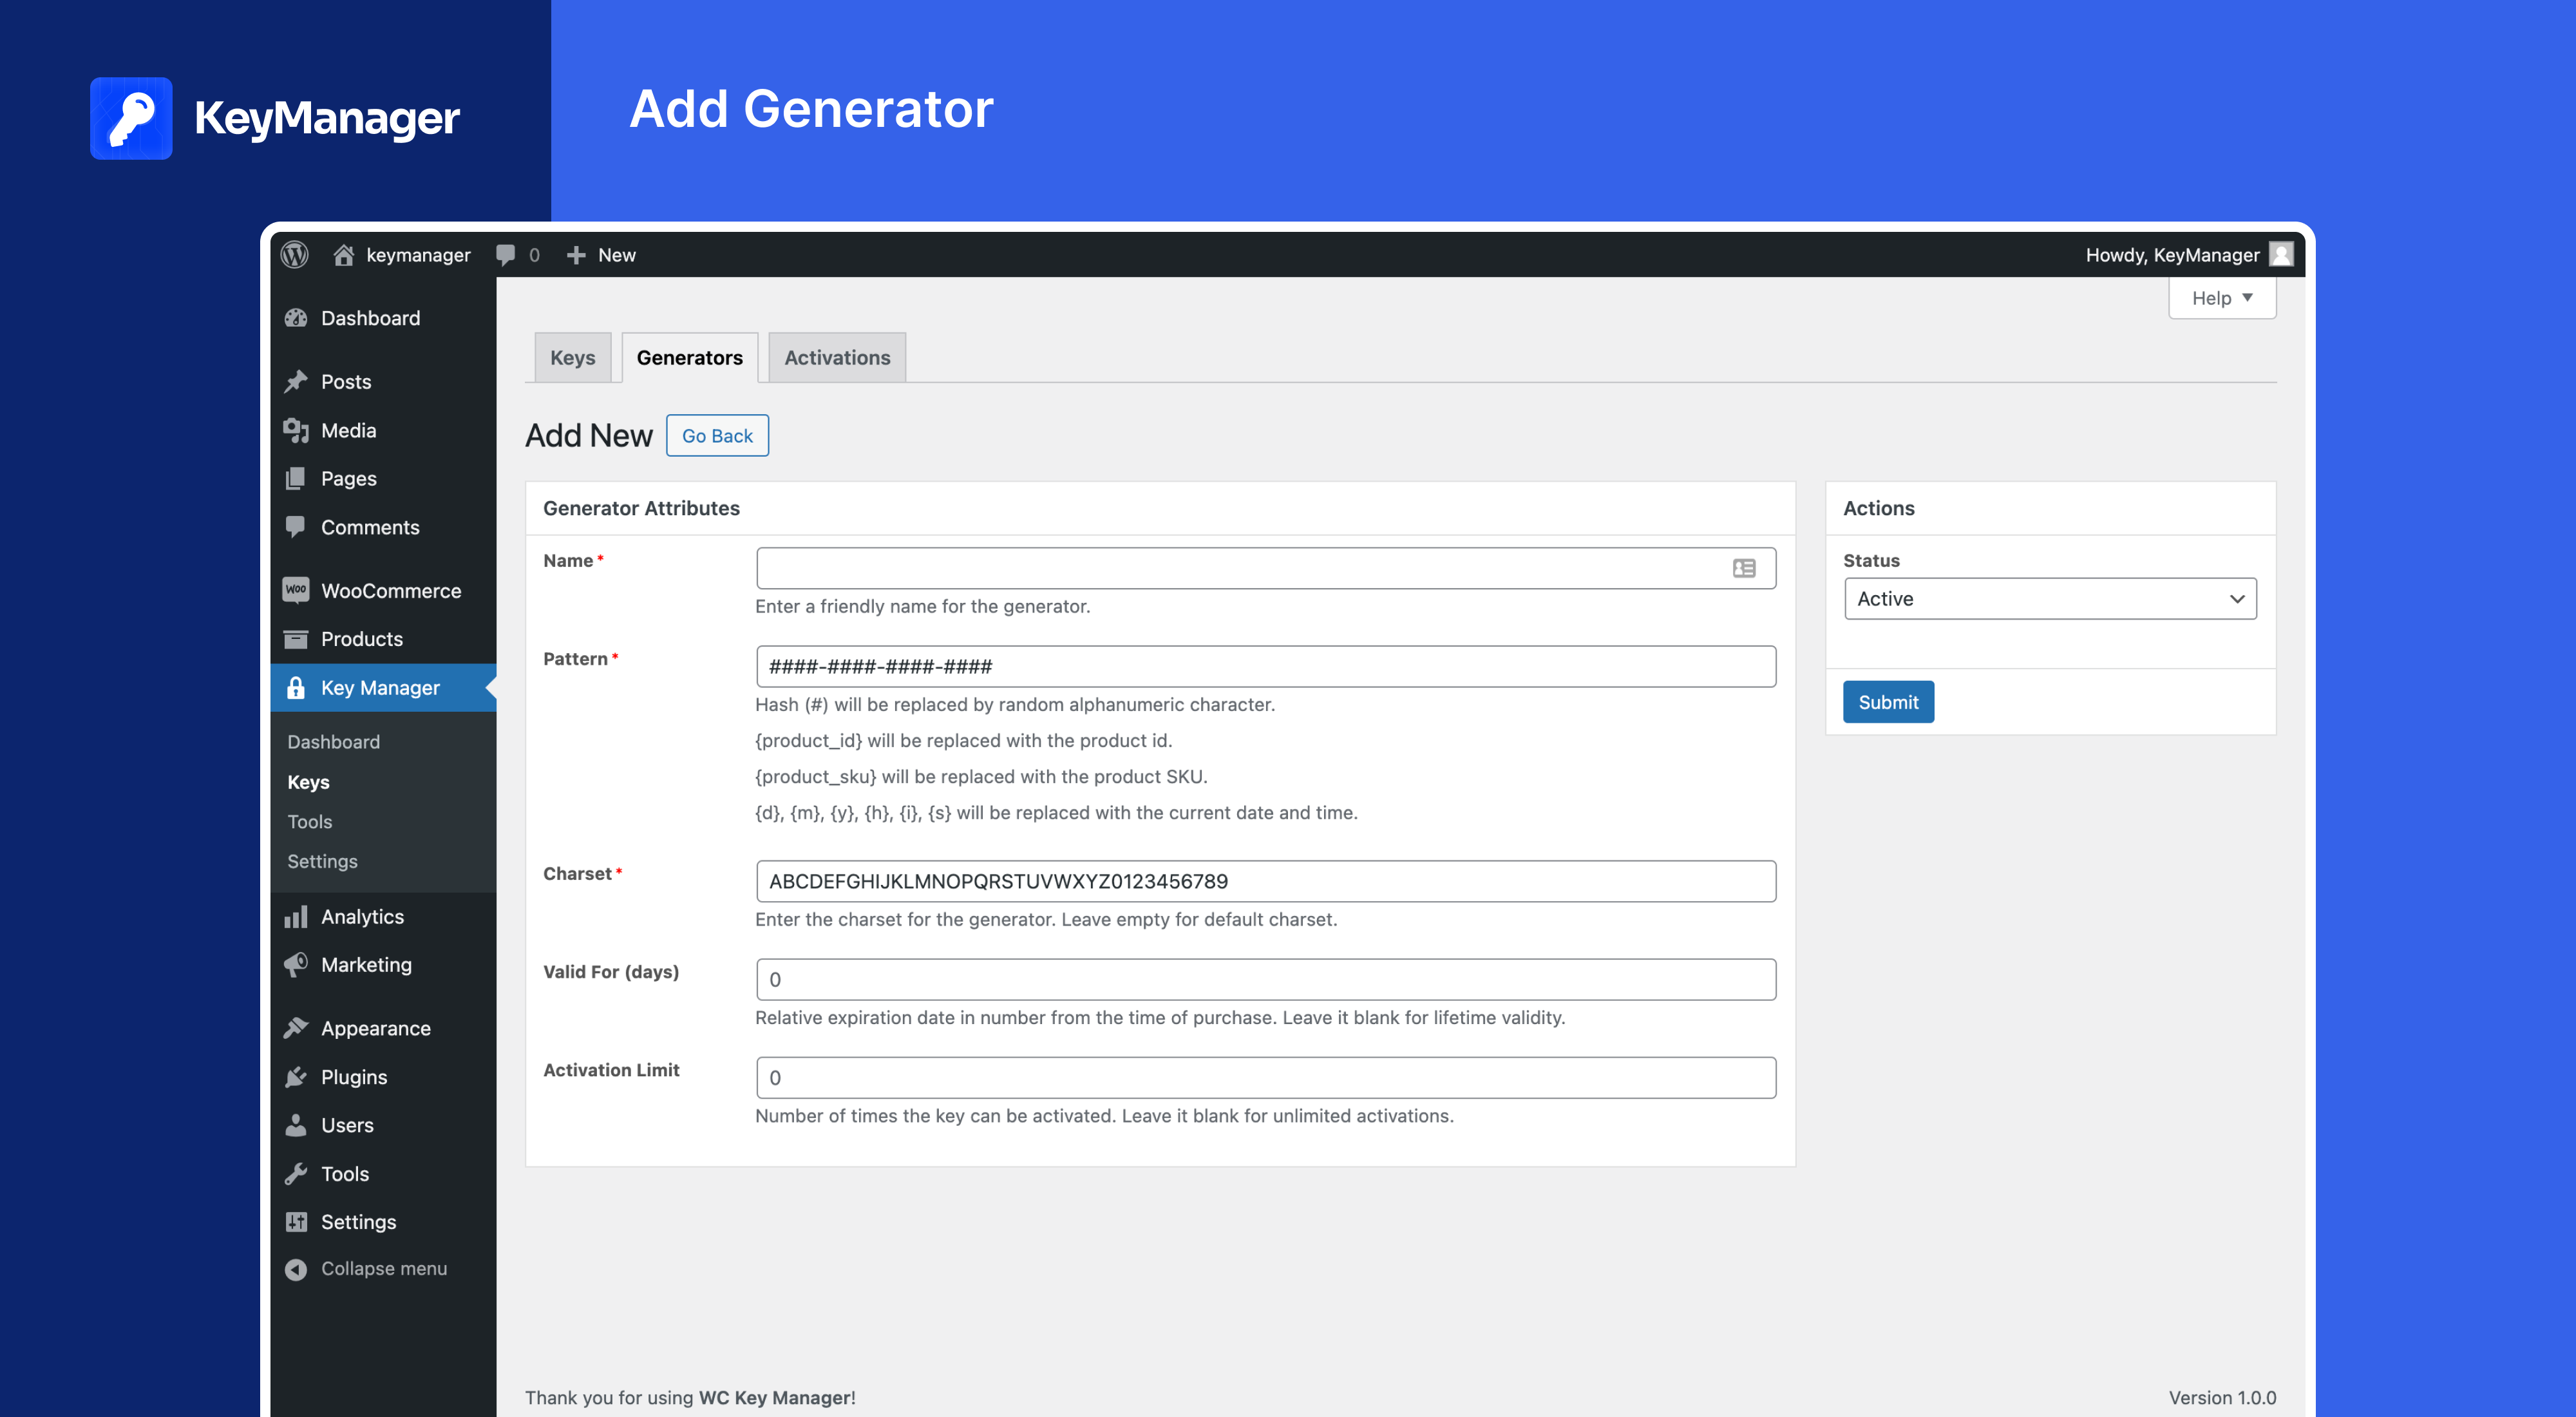 KeyManager
Add Generator
keymanager
0
New
Howdy, KeyManager
Help
Dashboard
Posts
Media
Pages
Comments
Woo
WooCommerce
Products
Key Manager
Dashboard
Keys
Tools
Settings
Analytics
Marketing
Appearance
Plugins
Users
Tools
Settings
Collapse menu
Keys
Generators
Activations
Add New
Go Back
Generator Attributes
Name *
Enter a friendly name for the generator.
Pattern *
####-####-####-####
Hash (#) will be replaced by random alphanumeric character.
{product_id} will be replaced with the product id.
{product_sku} will be replaced with the product SKU.
{d}, {m}, {y}, {h}, {i}, {s} will be replaced with the current date and time.
Charset *
ABCDEFGHIJKLMNOPQRSTUVWXYZ0123456789
Enter the charset for the generator. Leave empty for default charset.
Valid For (days)
0
Relative expiration date in number from the time of purchase. Leave it blank for lifetime validity.
Activation Limit
0
Number of times the key can be activated. Leave it blank for unlimited activations.
Actions
Status
Active
Submit
Thank you for using WC Key Manager!
Version 1.0.0